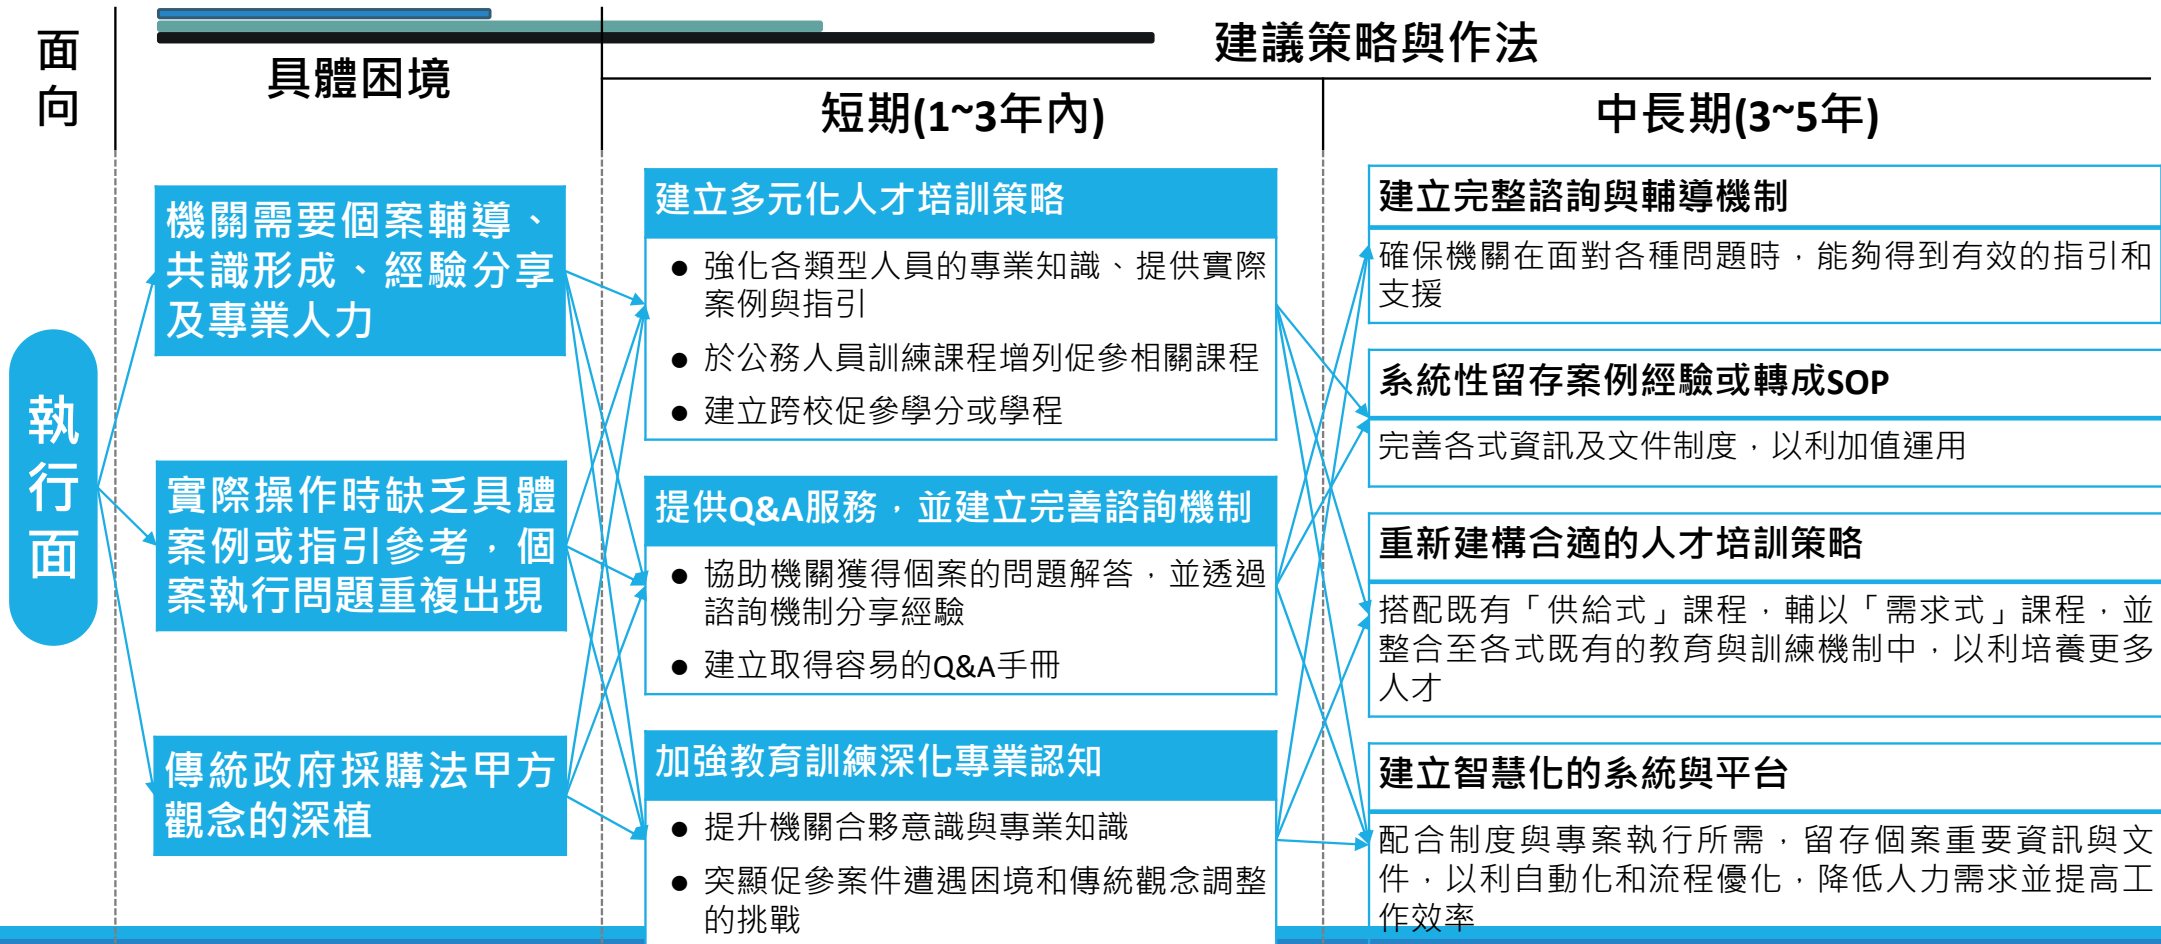 面向
具體困境
建議策略與作法
短期(1~3年內)
中長期(3~5年)
執行面
機關需要個案輔導、
共識形成、經驗分享
及專業人力
實際操作時缺乏具體
案例或指引參考，個
案執行問題重複出現
傳統政府採購法甲方
觀念的深植
建立多元化人才培訓策略
● 強化各類型人員的專業知識、提供實際
案例與指引
● 於公務人員訓練課程增列促參相關課程
● 建立跨校促參學分或學程
提供Q&A服務，並建立完善諮詢機制
● 協助機關獲得個案的問題解答，並透過
諮詢機制分享經驗
● 建立取得容易的Q&A手冊
加強教育訓練深化專業認知
● 提升機關合夥意識與專業知識
● 突顯促參案件遭遇困境和傳統觀念調整
的挑戰
建立完整諮詢與輔導機制
確保機關在面對各種問題時，能夠得到有效的指引和
支援
系統性留存案例經驗或轉成SOP
完善各式資訊及文件制度，以利加值運用
重新建構合適的人才培訓策略
搭配既有「供給式」課程，輔以「需求式」課程，並
整合至各式既有的教育與訓練機制中，以利培養更多
人才
建立智慧化的系統與平台
配合制度與專案執行所需，留存個案重要資訊與文
件，以利自動化和流程優化，降低人力需求並提高工
作效率